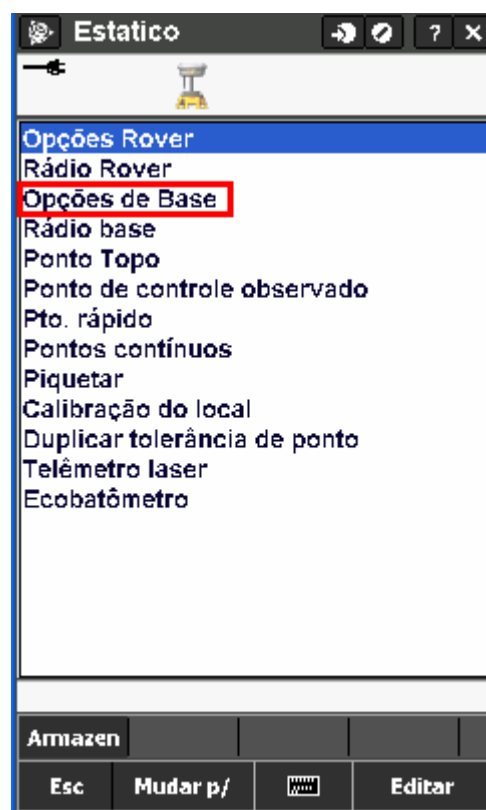 Estatico
? X
Opções Rover
Rádio Rover
Opções de Base
Rádio base
Ponto Topo
Ponto de controle observado
Pto. rápido
Pontos contínuos
Piquetar
Calibração do local
Duplicar tolerância de ponto
Telêmetro laser
Ecobatômetro
Armazen
Esc Mudar p/ Editar